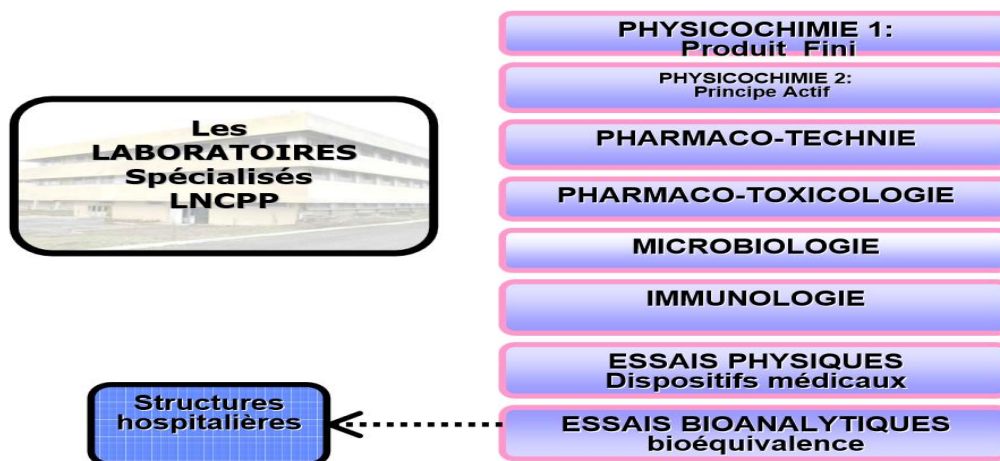 Les
LABORATOIRES
Spécialisés
LNCPP
PHYSICOCHIMIE 1:
Produit Fini
PHYSICOCHIMIE 2:
Principe Actif
PHARMACO-TECHNIE
PHARMACO-TOXICOLOGIE
MICROBIOLOGIE
IMMUNOLOGIE
ESSAIS PHYSIQUES
Dispositifs médicaux
ESSAIS BIOANALYTIQUES
bioéquivalence
Structures
hospitalières